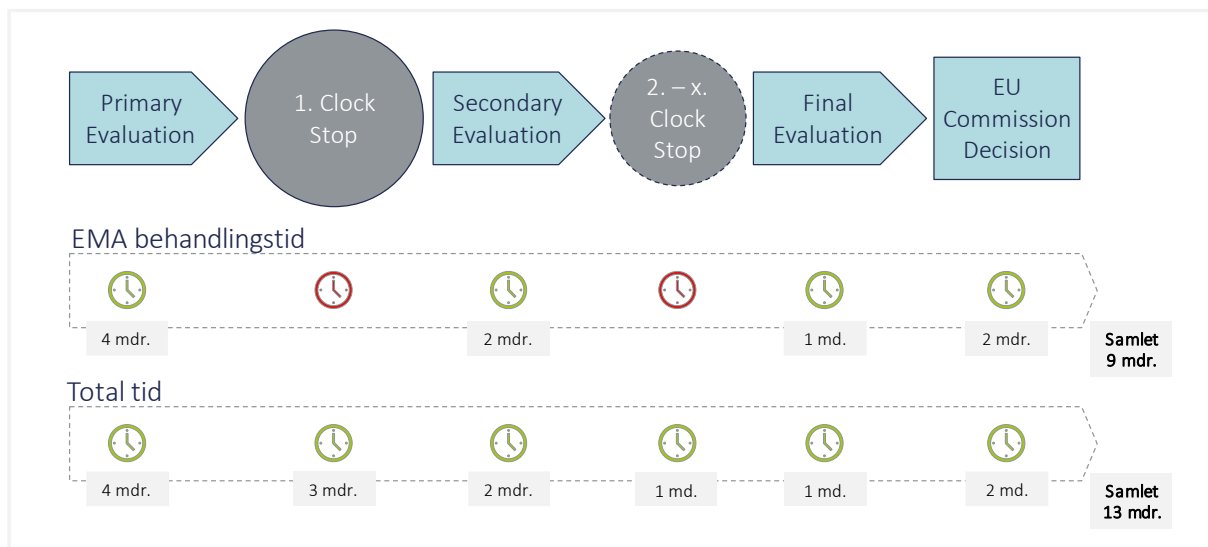 Primary
Evaluation
1. Clock
Stop
Secondary
Evaluation
2. – x.
Clock
Stop
Final
Evaluation
EU
Commission
Decision
EMA behandlingstid
4 mdr.
2 mdr.
1 md.
2 mdr.
Samlet
9 mdr.
Total tid
4 mdr.
3 mdr.
2 mdr.
1 md.
1 md.
2 md.
Samlet
13 mdr.